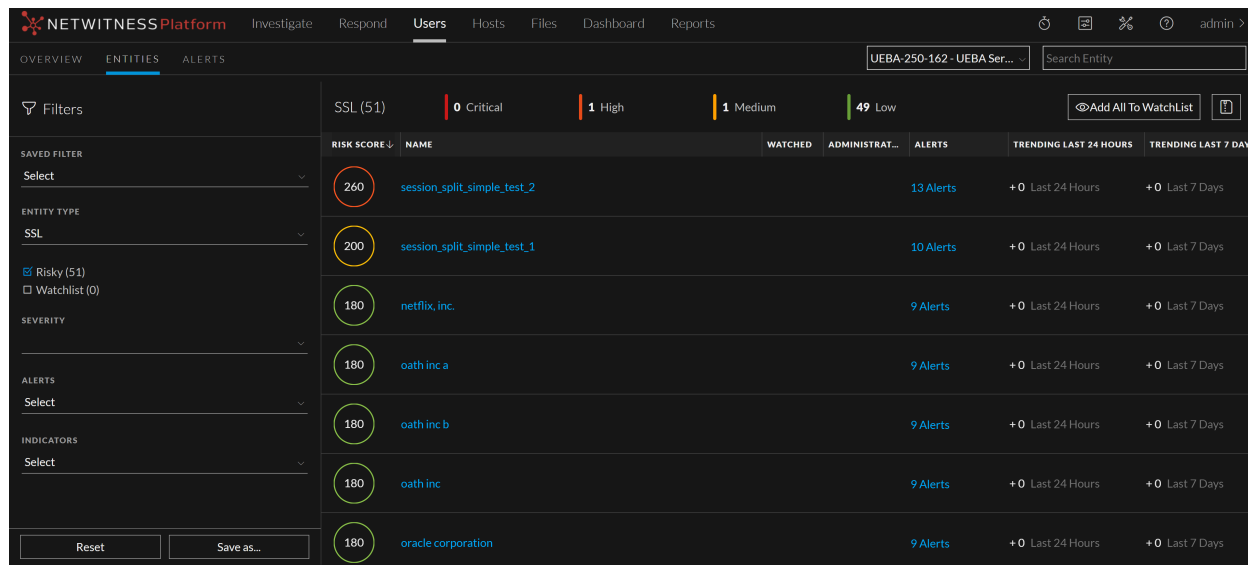 NETWITNESS Platform Investigate Respond Users Hosts Files Dashboard Reports admin >
OVERVIEW ENTITIES ALERTS UEBA-250-162 - UEBA Ser... Search Entity
Filters SSL (51) 0 Critical 1 High 1 Medium 49 Low Add All To WatchList
SAVED FILTER
Select
ENTITY TYPE
SSL
Risky (51)
Watchlist (0)
SEVERITY
ALERTS
Select
INDICATORS
Select
Reset Save as...
RISK SCORE NAME WATCHED ADMINISTRAT... ALERTS TRENDING LAST 24 HOURS TRENDING LAST 7 DAY
260 session_split_simple_test_2 13 Alerts +0 Last 24 Hours +0 Last 7 Days
200 session_split_simple_test_1 10 Alerts +0 Last 24 Hours +0 Last 7 Days
180 netflix, inc. 9 Alerts +0 Last 24 Hours +0 Last 7 Days
180 oath inc a 9 Alerts +0 Last 24 Hours +0 Last 7 Days
180 oath inc b 9 Alerts +0 Last 24 Hours +0 Last 7 Days
180 oath inc 9 Alerts +0 Last 24 Hours +0 Last 7 Days
180 oracle corporation 9 Alerts +0 Last 24 Hours +0 Last 7 Days